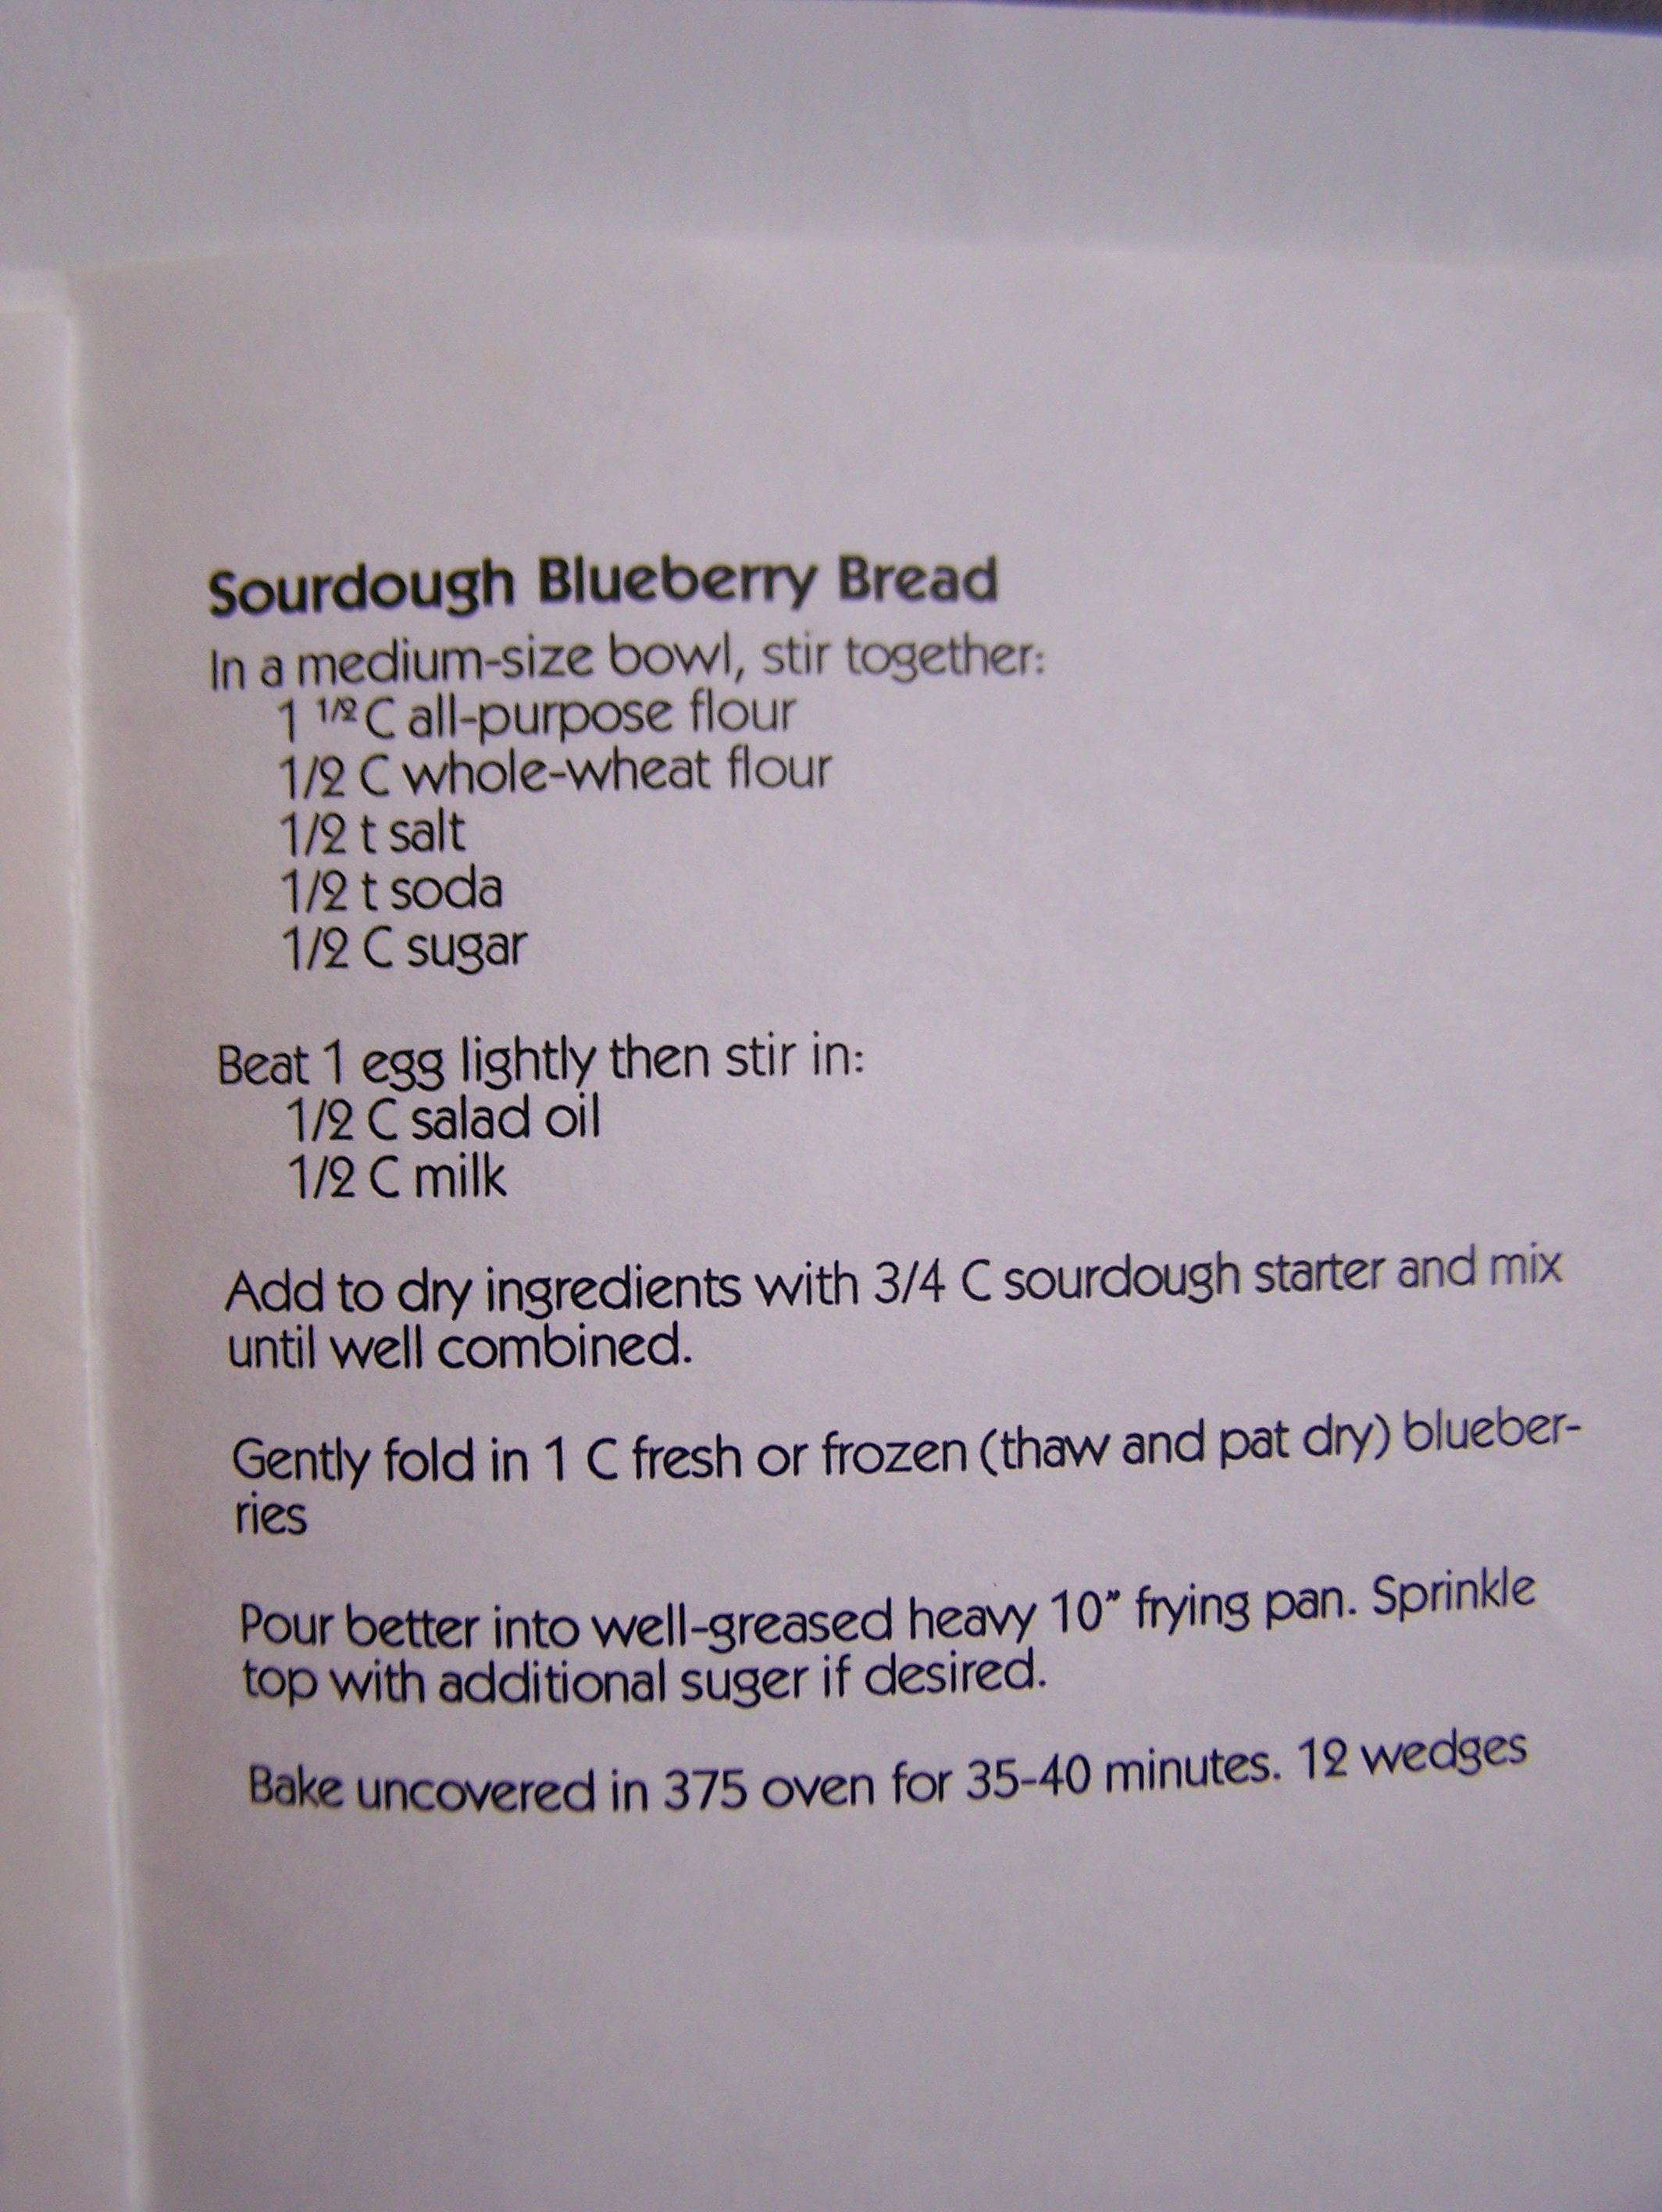 Sourdough Blueberry Bread
In a medium-size bowl, stir together:
1 1/2 C all-purpose flour
1/2 C whole-wheat flour
1/2 t salt
1/2 t soda
1/2 C sugar
Beat 1 egg lightly then stir in:
1/2 C salad oil
1/2 C milk
Add to dry ingredients with 3/4 C sourdough starter and mix
until well combined.
Gently fold in 1 C fresh or frozen (thaw and pat dry) blueber-
ries
Pour better into well-greased heavy 10” frying pan. Sprinkle
top with additional suger if desired.
Bake uncovered in 375 oven for 35-40 minutes. 12 wedges